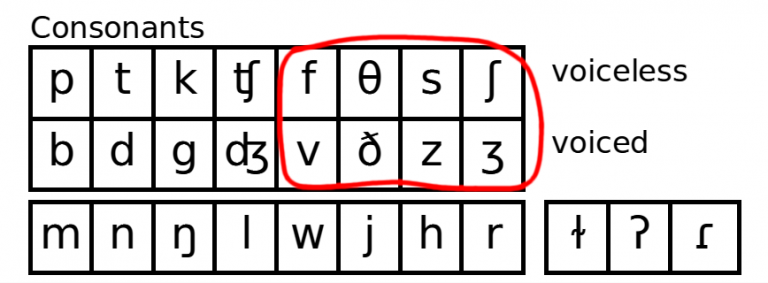 Consonants
p t k ʧ f θ s ʃ voiceless
b d g ʤ v ð z ʒ voiced
m n ŋ l w j h r ɫ ʔ ɾ